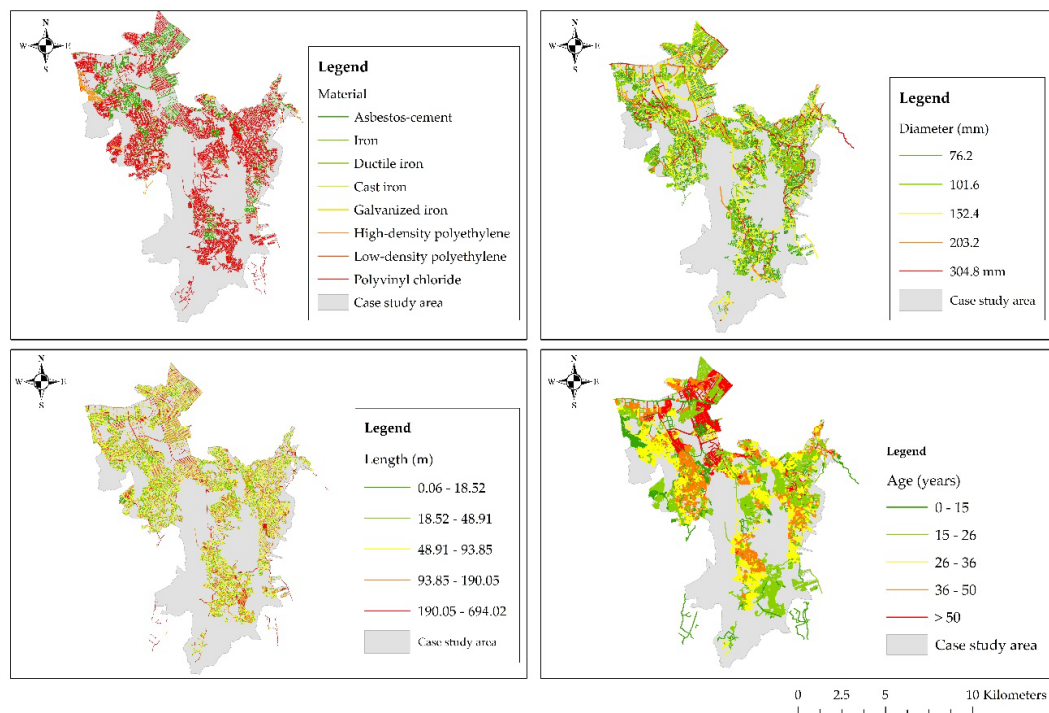 N
W E
S
Legend
Material
Asbestos-cement
Iron
Ductile iron
Cast iron
Galvanized iron
High-density polyethylene
Low-density polyethylene
Polyvinyl chloride
Case study area
N
W E
S
Legend
Diameter (mm)
76.2
101.6
152.4
203.2
304.8 mm
Case study area
N
W E
S
Legend
Length (m)
0.06 - 18.52
18.52 - 48.91
48.91 - 93.85
93.85 - 190.05
190.05 - 694.02
Case study area
N
W E
S
Legend
Age (years)
0 - 15
15 - 26
26 - 36
36 - 50
> 50
Case study area
0 2.5 5 10 Kilometers